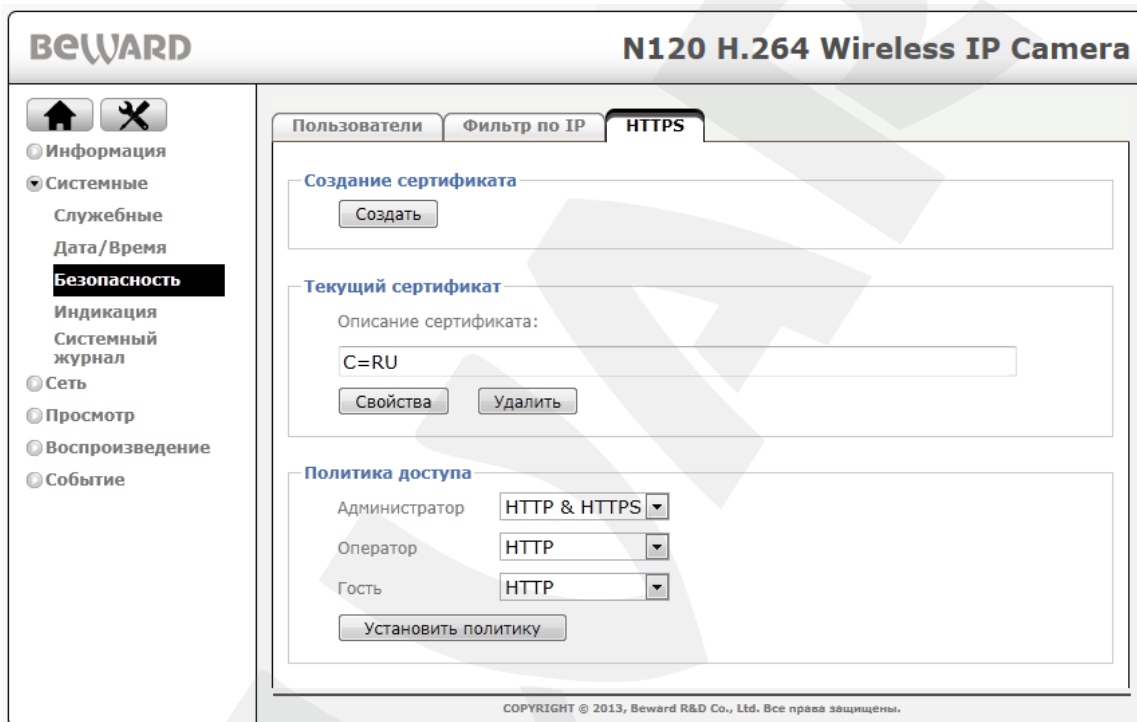 BEWARD
N120 H.264 Wireless IP Camera
Информация
Системные
Служебные
Дата/Время
Безопасность
Индикация
Системный
журнал
Сеть
Просмотр
Воспроизведение
Событие
Пользователи Фильтр по IP HTTPS
Создание сертификата
Создать
Текущий сертификат
Описание сертификата:
C=RU
Свойства Удалить
Политика доступа
Администратор HTTP & HTTPS
Оператор HTTP
Гость HTTP
Установить политику
COPYRIGHT © 2013, Beward R&D Co., Ltd. Все права защищены.